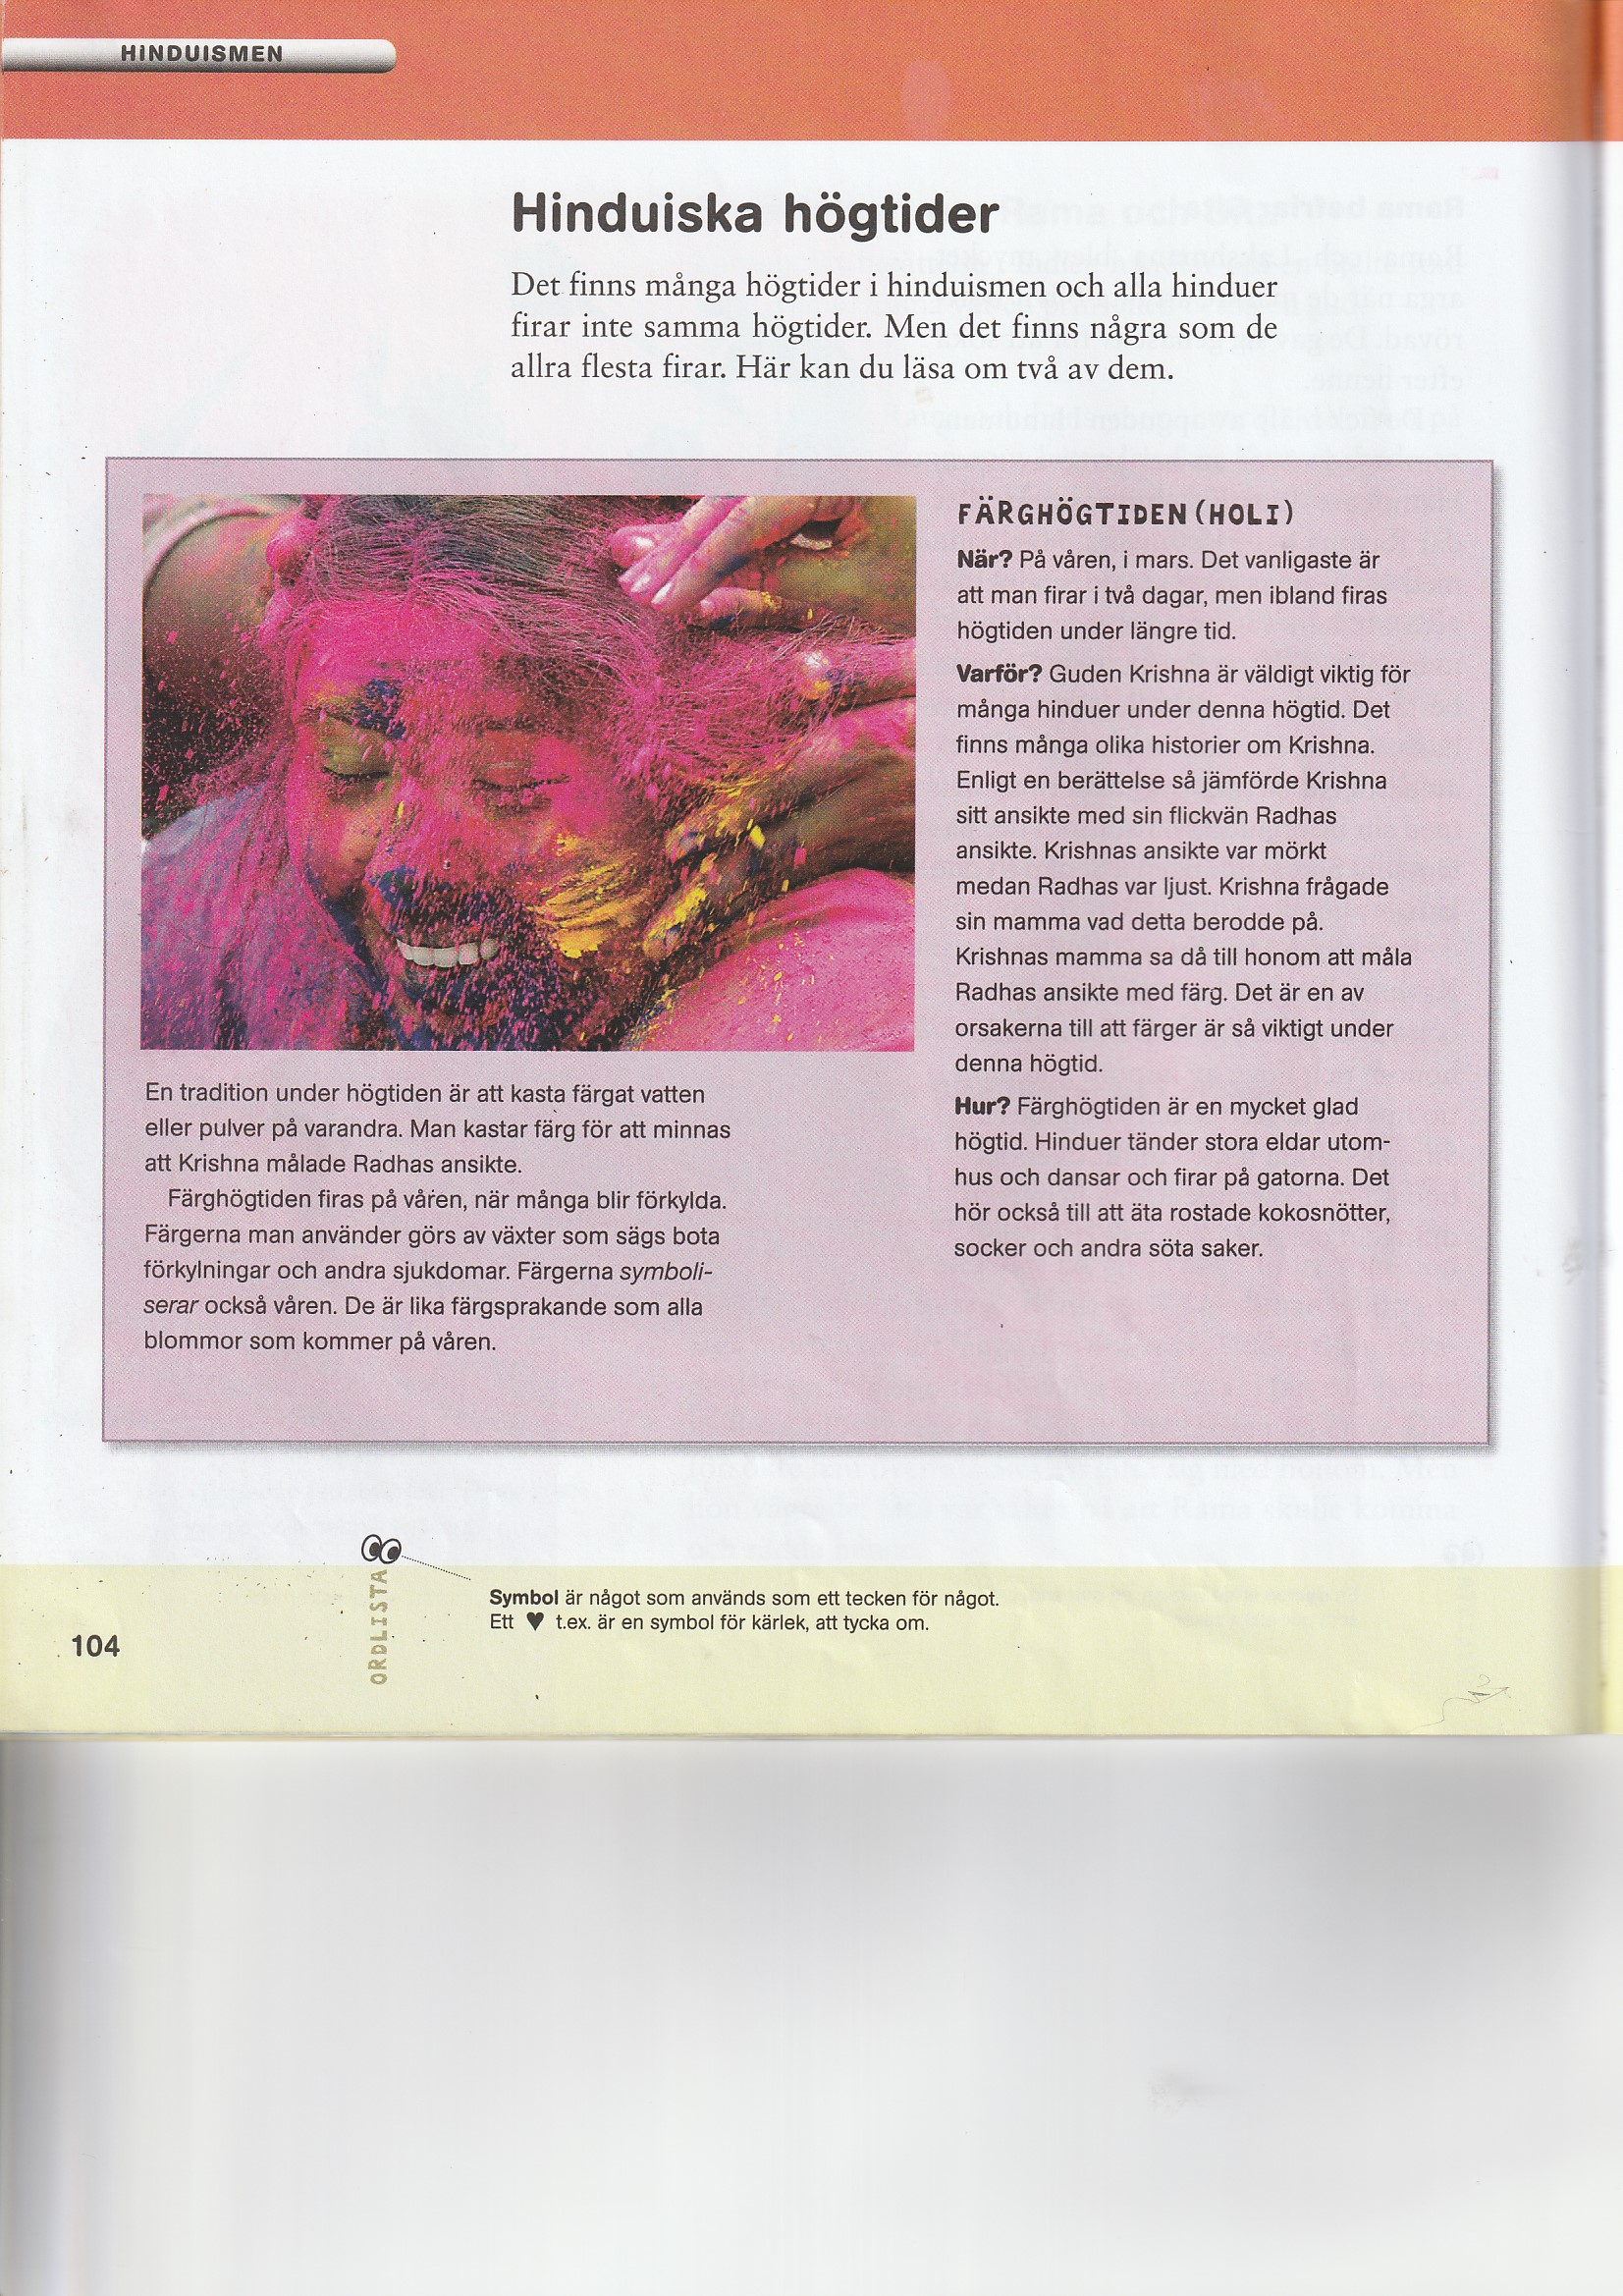 HINDUISMEN
Hinduiska högtider
Det finns många högtider i hinduismen och alla hinduer
firar inte samma högtider. Men det finns några som de
allra flesta firar. Här kan du läsa om två av dem.
FÄRGHÖGTIDEN (HOLI)
När? På våren, i mars. Det vanligaste är
att man firar i två dagar, men ibland firas
högtiden under längre tid.
Varför? Guden Krishna är väldigt viktig för
många hinduer under denna högtid. Det
finns många olika historier om Krishna.
Enligt en berättelse så jämförde Krishna
sitt ansikte med sin flickvän Radhas
ansikte. Krishnas ansikte var mörkt
medan Radhas var ljust. Krishna frågade
sin mamma vad detta berodde på.
Krishnas mamma sa då till honom att måla
Radhas ansikte med färg. Det är en av
orsakerna till att färger är så viktigt under
denna högtid.
Hur? Färghögtiden är en mycket glad
högtid. Hinduer tänder stora eldar utom-
hus och dansar och firar på gatorna. Det
hör också till att äta rostade kokosnötter,
socker och andra söta saker.
En tradition under högtiden är att kasta färgat vatten
eller pulver på varandra. Man kastar färg för att minnas
att Krishna målade Radhas ansikte.
Färghögtiden firas på våren, när många blir förkylda.
Färgerna man använder görs av växter som sägs bota
förkylningar och andra sjukdomar. Färgerna symboli-
serar också våren. De är lika färgsprakande som alla
blommor som kommer på våren.
ORDLISTA
Symbol är något som används som ett tecken för något.
Ett ♥ t.ex. är en symbol för kärlek, att tycka om.
104